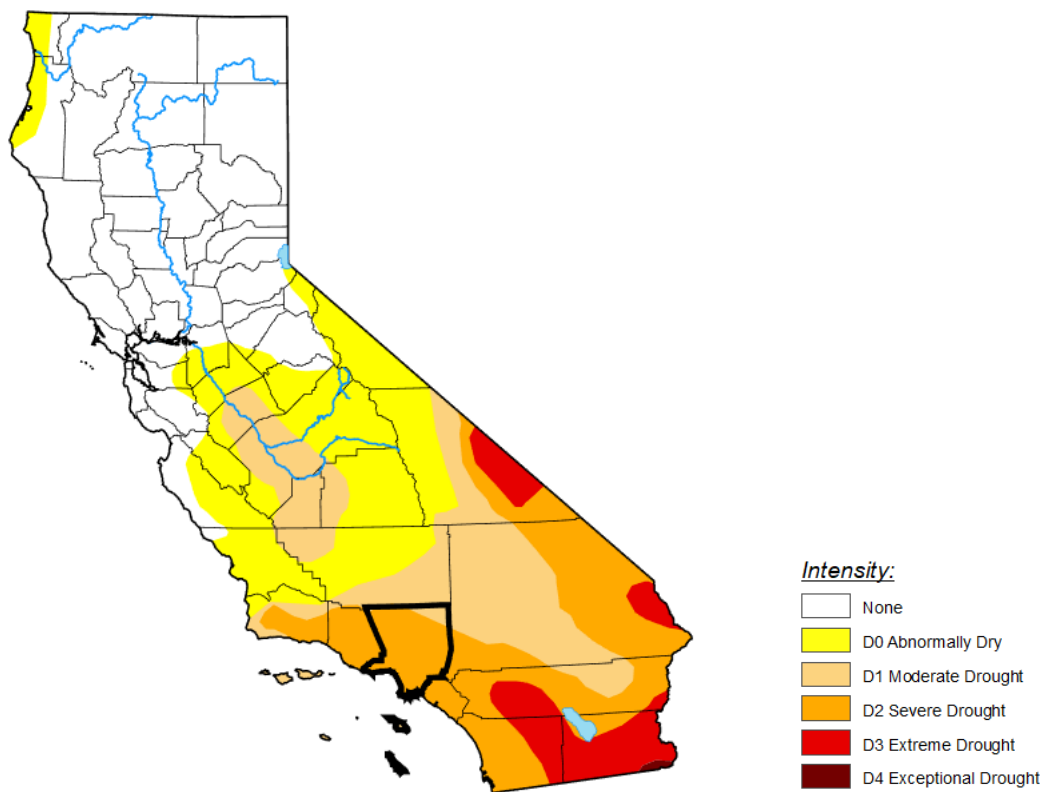 Intensity:
None
D0 Abnormally Dry
D1 Moderate Drought
D2 Severe Drought
D3 Extreme Drought
D4 Exceptional Drought